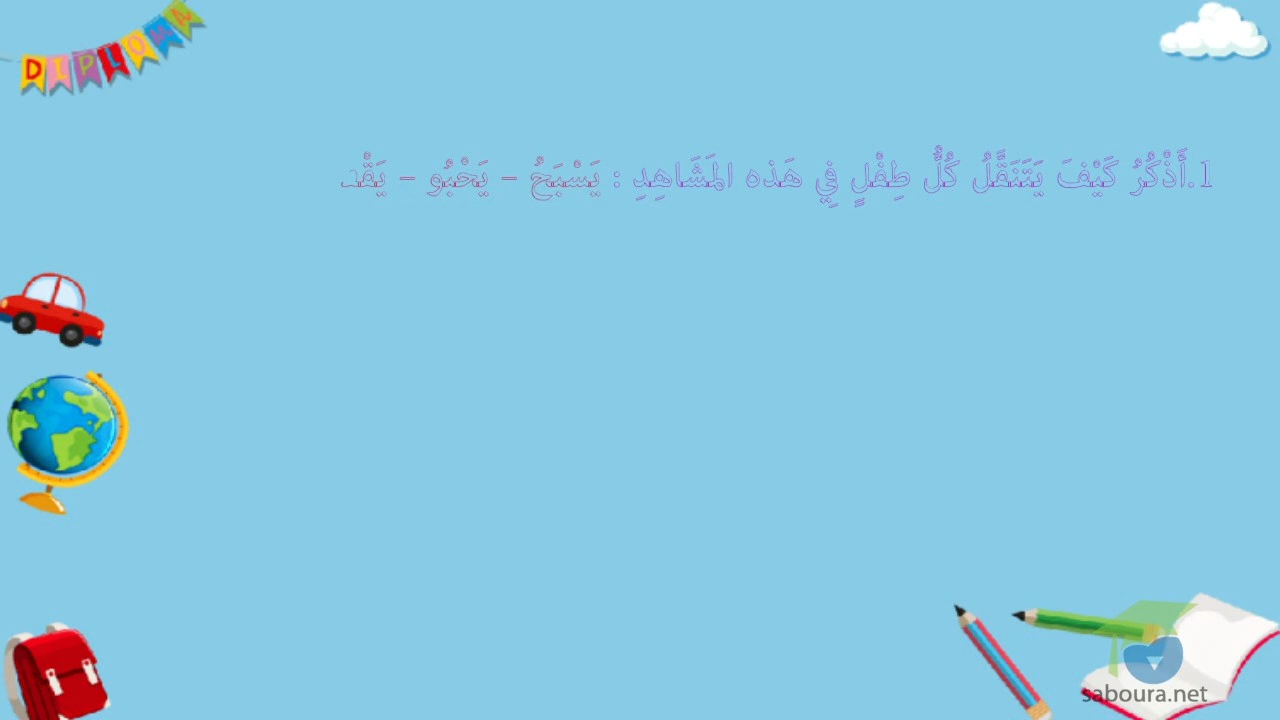 DIPLOMA
1.أَذْكُرُ كَيْفَ يَتَنَقَّلُ كُلُّ طِفْلٍ فِي هَذه المَشَاهِدِ : يَسْبَحُ – يَحْبُو – يَقْد
saboura.net